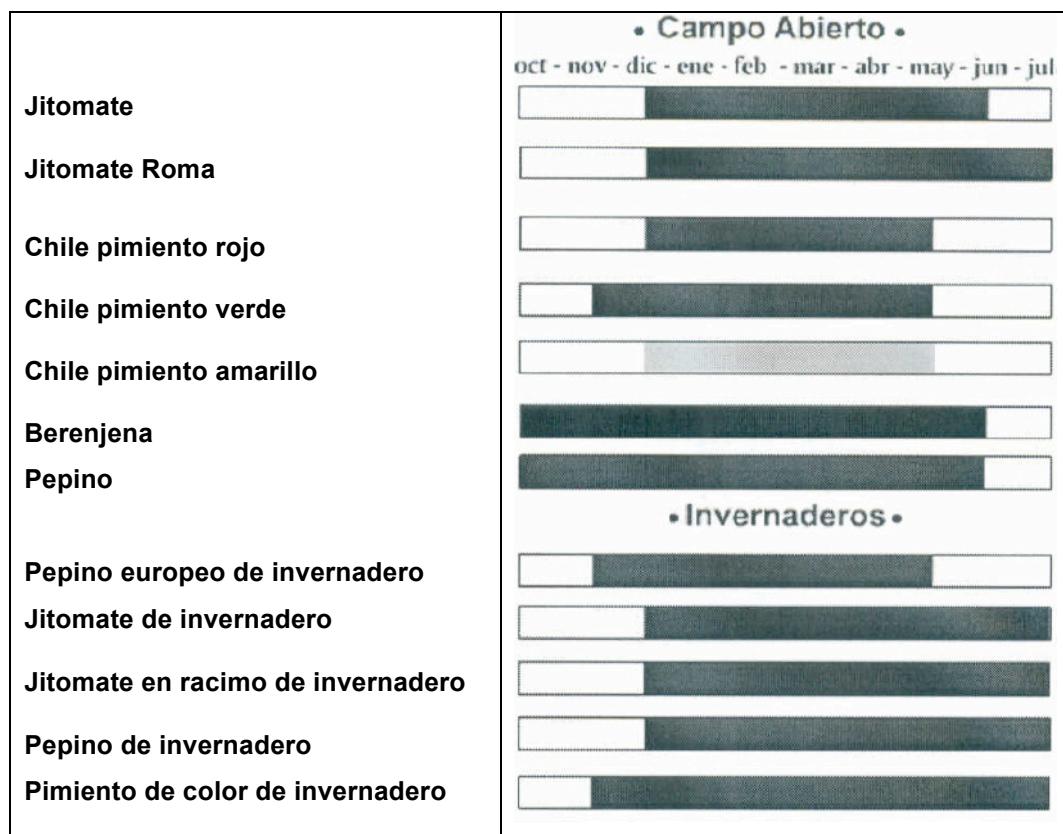 • Campo Abierto •
oct - nov - dic - ene - feb - mar - abr - may - jun - jul
Jitomate
Jitomate Roma
Chile pimiento rojo
Chile pimiento verde
Chile pimiento amarillo
Berenjena
Pepino
• Invernaderos •
Pepino europeo de invernadero
Jitomate de invernadero
Jitomate en racimo de invernadero
Pepino de invernadero
Pimiento de color de invernadero